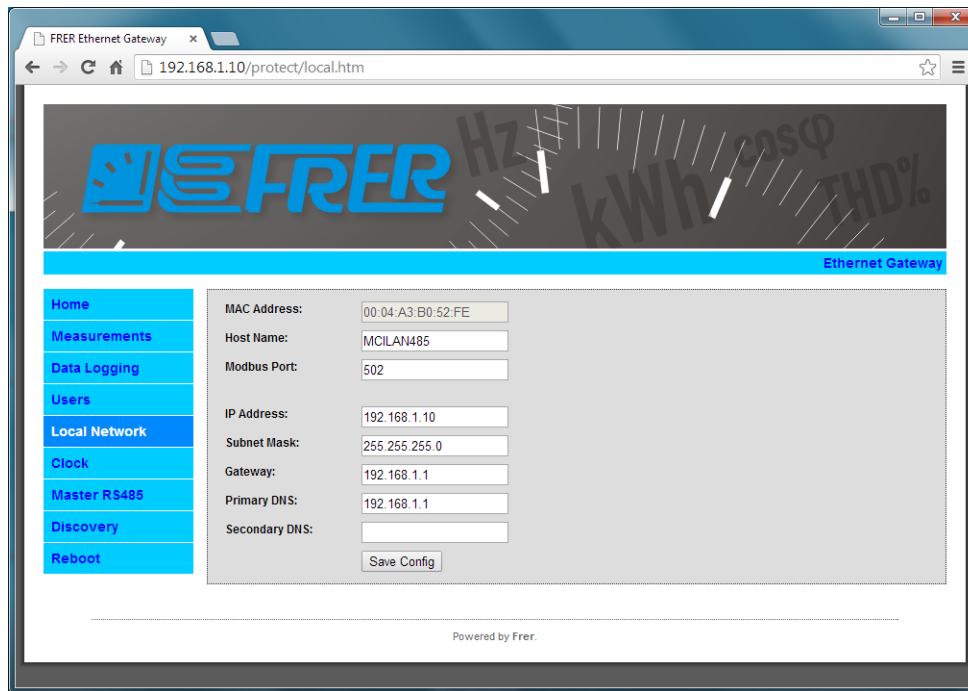 FRER Ethernet Gateway
192.168.1.10/protect/local.htm
FRER
Hz
kWh
cosφ
THD%
Ethernet Gateway
Home
Measurements
Data Logging
Users
Local Network
Clock
Master RS485
Discovery
Reboot
MAC Address: 00:04:A3:B0:52:FE
Host Name: MCILAN485
Modbus Port: 502
IP Address: 192.168.1.10
Subnet Mask: 255.255.255.0
Gateway: 192.168.1.1
Primary DNS: 192.168.1.1
Secondary DNS:
Save Config
Powered by Frer.